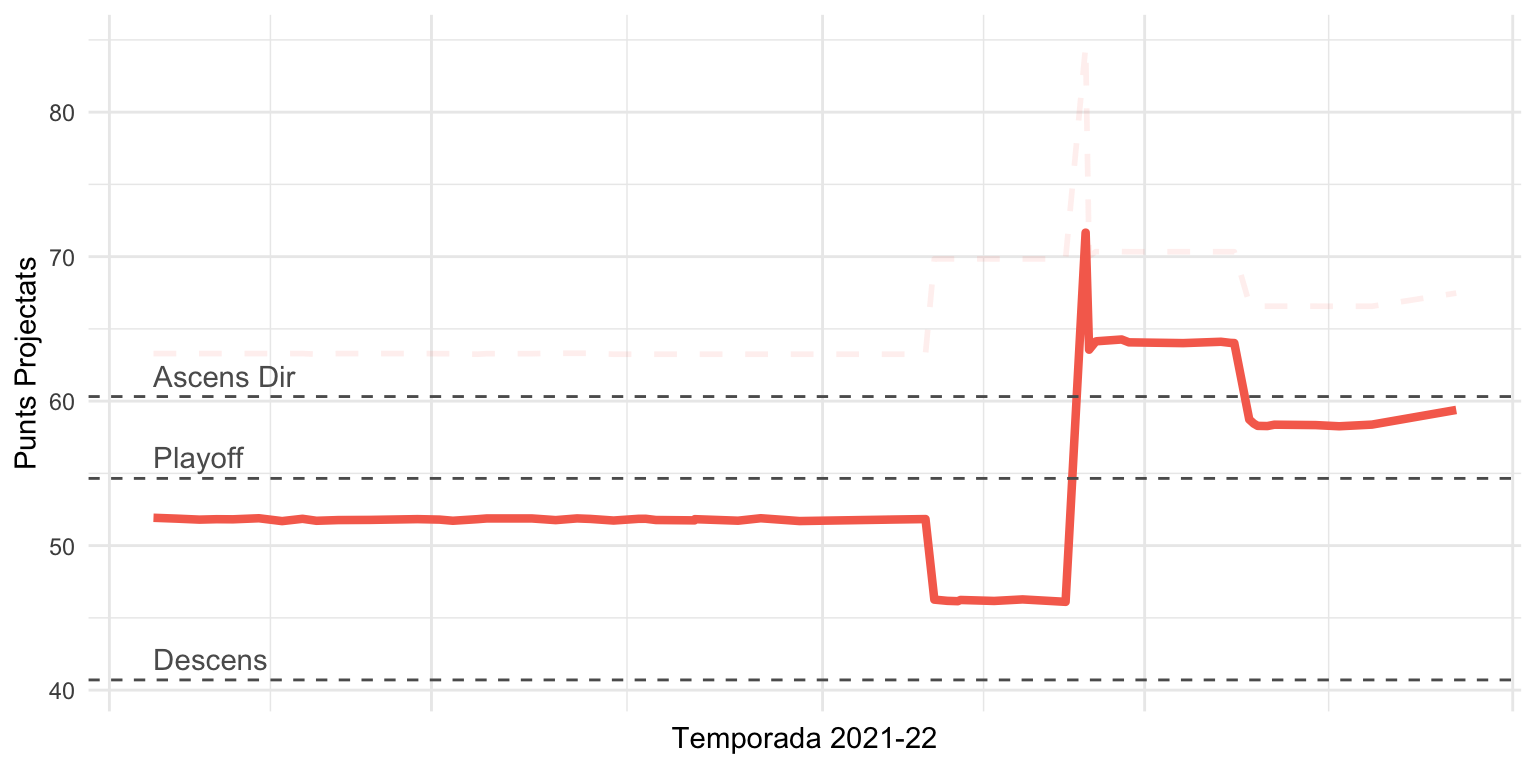 80
70
60
50
40
Punts Projectats
Ascens Dir
Playoff
Descens
Temporada 2021-22